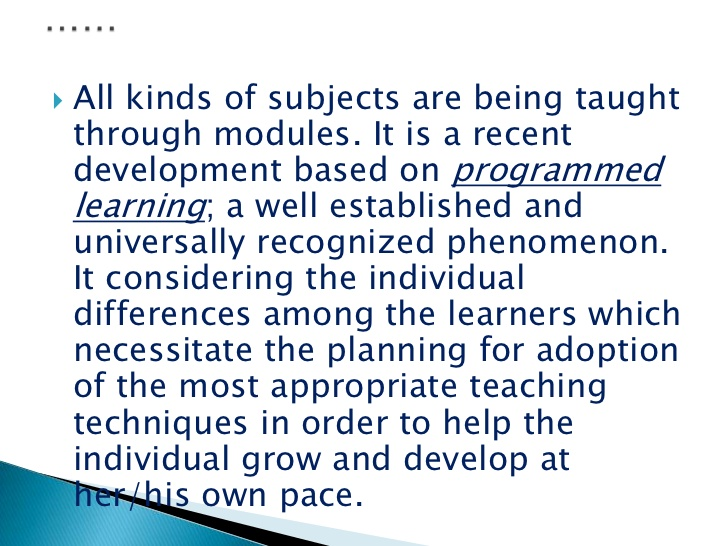 ......
All kinds of subjects are being taught
through modules. It is a recent
development based on programmed
learning; a well established and
universally recognized phenomenon.
It considering the individual
differences among the learners which
necessitate the planning for adoption
of the most appropriate teaching
techniques in order to help the
individual grow and develop at
her/his own pace.